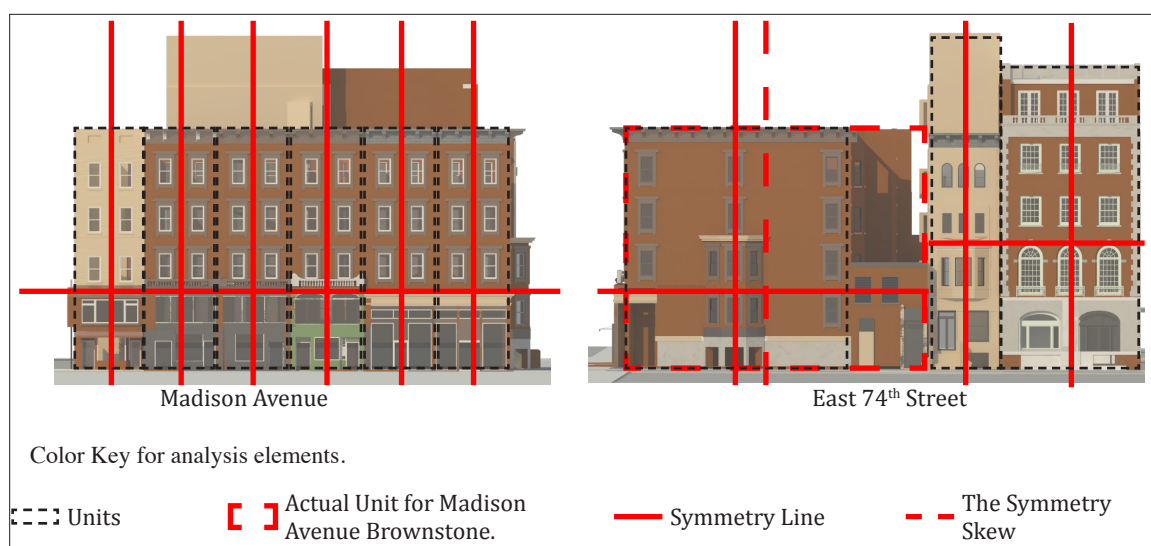 Madison Avenue
East 74th Street
Color Key for analysis elements.
Units
Actual Unit for Madison
Avenue Brownstone.
Symmetry Line
The Symmetry
Skew